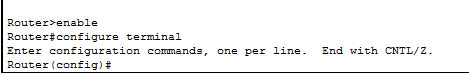 Router>enable
Router#configure terminal
Enter configuration commands, one per line.  End with CNTL/Z.
Router(config)#